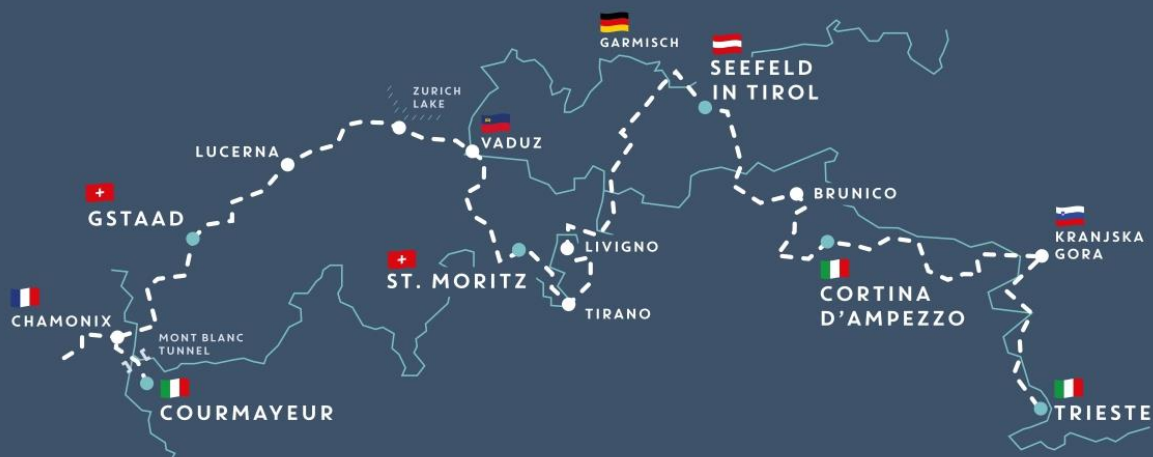 GARMISCH
SEEFELD
IN TIROL
ZURICH
LAKE
VADUZ
LUCERNA
GSTAAD
BRUNICO
LIVIGNO
KRANJSKA
GORA
ST. MORITZ
CORTINA
D'AMPEZZO
TIRANO
CHAMONIX
MONT BLANC
TUNNEL
COURMAYEUR
TRIESTE